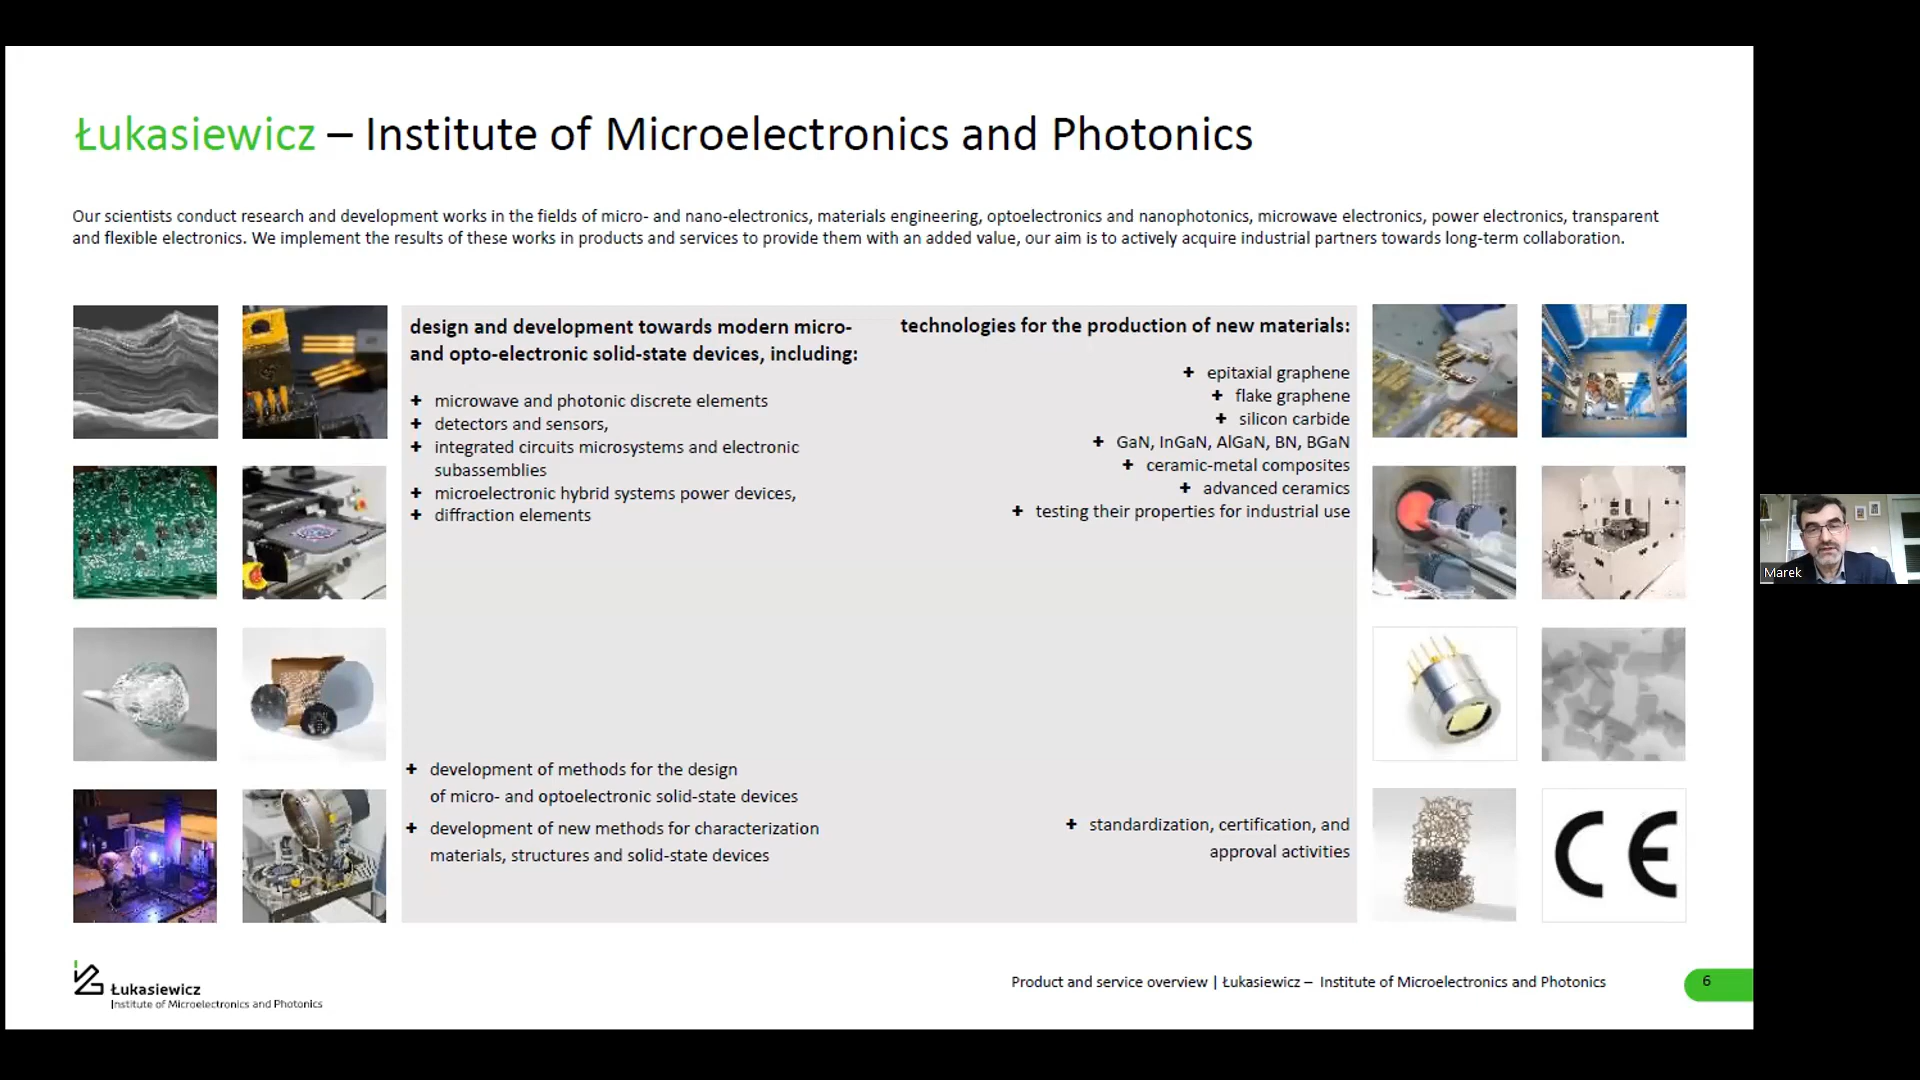 Łukasiewicz – Institute of Microelectronics and Photonics
Our scientists conduct research and development works in the fields of micro- and nano-electronics, materials engineering, optoelectronics and nanophotonics, microwave electronics, power electronics, transparent
and flexible electronics. We implement the results of these works in products and services to provide them with an added value, our aim is to actively acquire industrial partners towards long-term collaboration.
design and development towards modern micro-
and opto-electronic solid-state devices, including:
+ microwave and photonic discrete elements
+ detectors and sensors,
+ integrated circuits microsystems and electronic
subassemblies
+ microelectronic hybrid systems power devices,
+ diffraction elements
+ development of methods for the design
of micro- and optoelectronic solid-state devices
+ development of new methods for characterization
materials, structures and solid-state devices
technologies for the production of new materials:
+ epitaxial graphene
+ flake graphene
+ silicon carbide
+ GaN, InGaN, AlGaN, BN, BGaN
+ ceramic-metal composites
+ advanced ceramics
+ testing their properties for industrial use
+ standardization, certification, and
approval activities
CE
Marek
Łukasiewicz
Institute of Microelectronics and Photonics
Product and service overview | Łukasiewicz – Institute of Microelectronics and Photonics
6